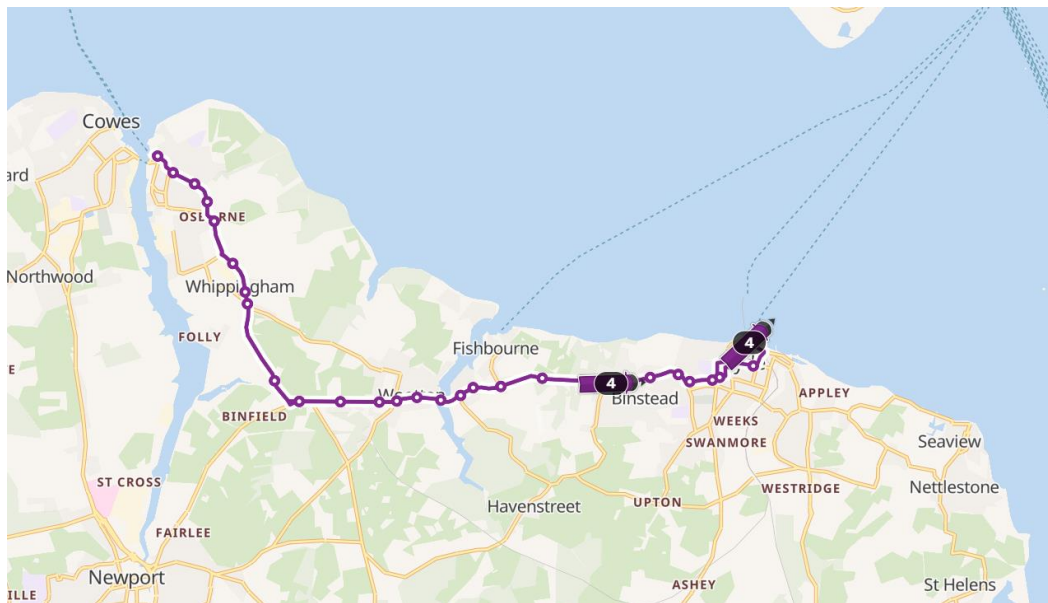 Cowes
ard
OSBORNE
Northwood
Whippingham
FOLLY
Fishbourne
E
4
4
Binstead
APPLEY
BINFIELD
WEEKS
SWANMORE
Seaview
ST CROSS
WESTRIDGE
Nettlestone
UPTON
Havenstreet
FAIRLEE
Newport
ASHEY
St Helens
ILLE